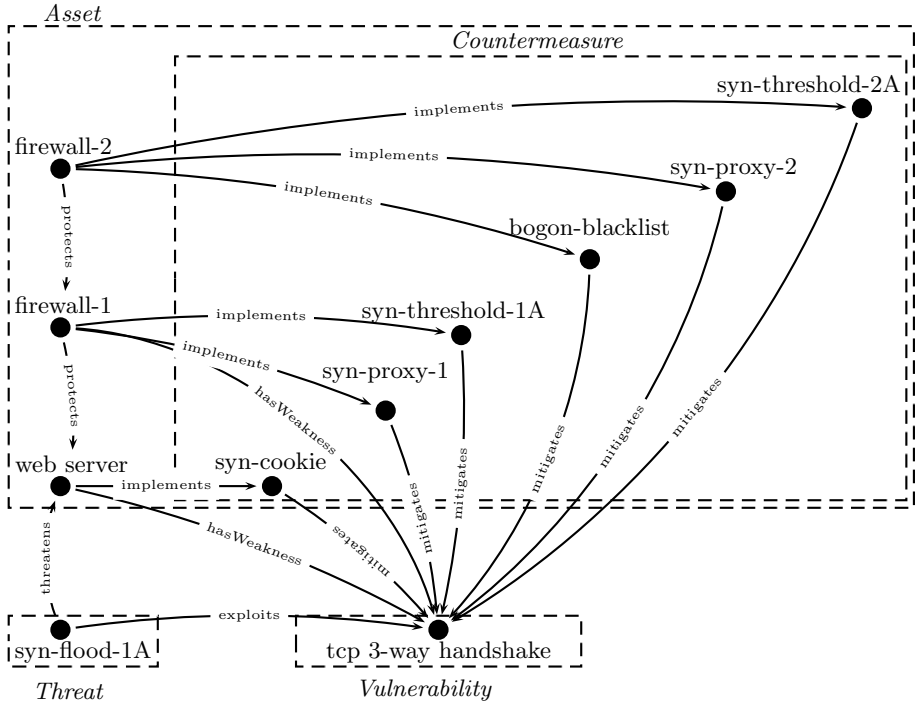 Asset
Countermeasure
syn-threshold-2A
implements
firewall-2
implements
syn-proxy-2
implements
protects
bogon-blacklist
firewall-1
implements
syn-threshold-1A
implements
syn-proxy-1
protects
hasWeakness
mitigates
web server
syn-cookie
implements
mitigates
mitigates
mitigates
mitigates
hasWeakness
mitigates
threatens
exploits
syn-flood-1A
tcp 3-way handshake
Threat
Vulnerability